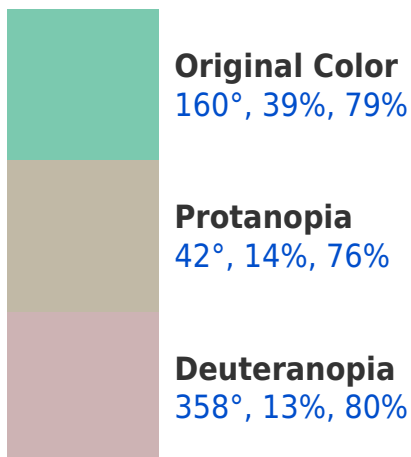 Original Color
160°, 39%, 79%
Protanopia
42°, 14%, 76%
Deuteranopia
358°, 13%, 80%